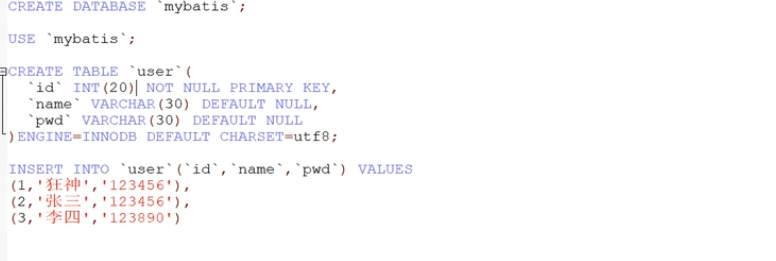 CREATE DATABASE `mybatis`;
USE `mybatis`;
CREATE TABLE `user`(
`id` INT(20) NOT NULL PRIMARY KEY,
`name` VARCHAR(30) DEFAULT NULL,
`pwd` VARCHAR(30) DEFAULT NULL
)ENGINE=INNODB DEFAULT CHARSET=utf8;
INSERT INTO `user`(`id`,`name`,`pwd`) VALUES
(1,'狂神','123456'),
(2,'张三','123456'),
(3,'李四','123890')